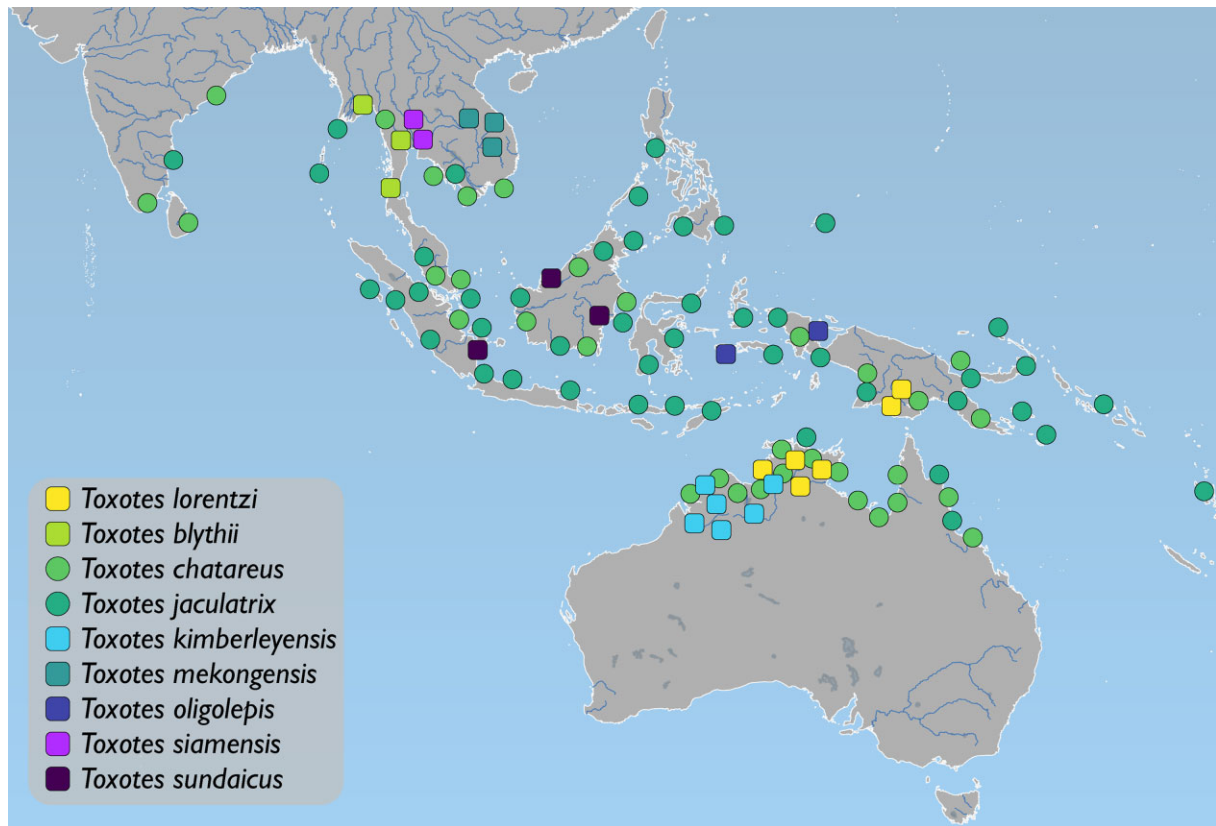 Toxotes lorentzi
Toxotes blythii
Toxotes chatareus
Toxotes jaculatrix
Toxotes kimberleyensis
Toxotes mekongensis
Toxotes oligolepis
Toxotes siamensis
Toxotes sundaicus